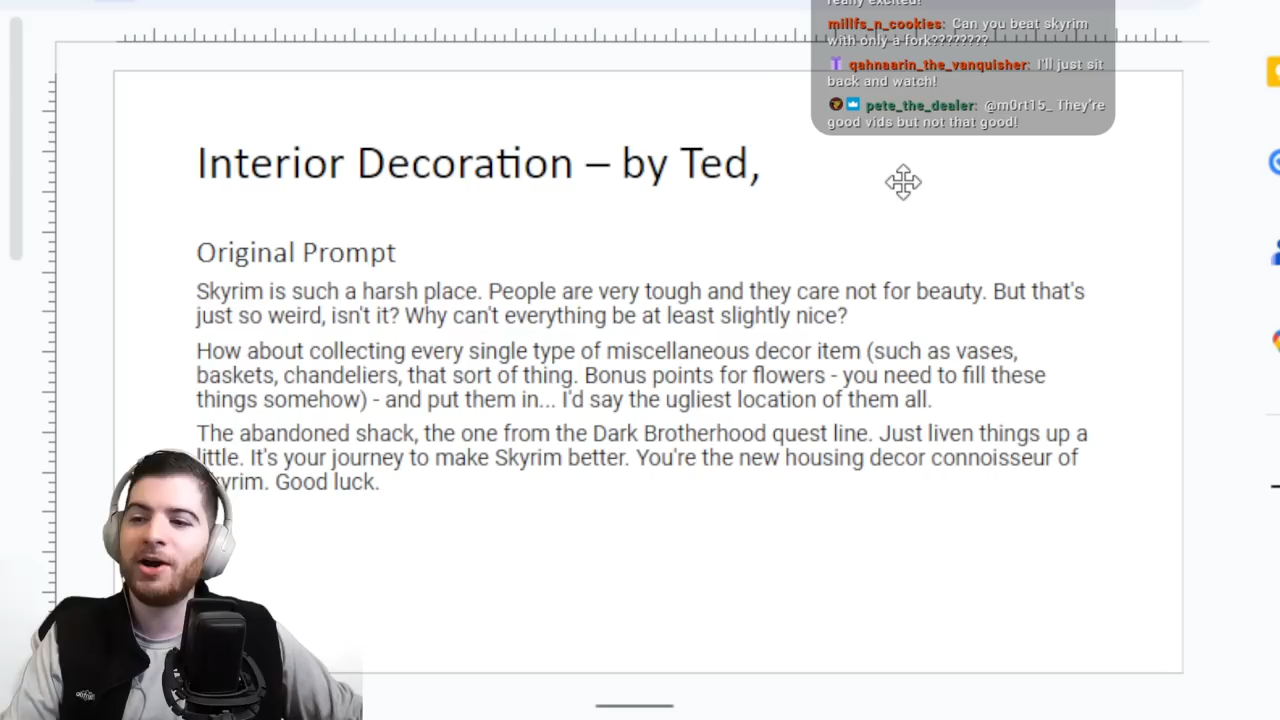 really excited!
millfs_n_cookies: Can you beat skyrim
with only a fork????????
qahnaarin_the_vanquisher: I'll just sit
back and watch!
pete_the_dealer: @m0rt15_ They're
good vids but not that good!
Interior Decoration – by Ted,
Original Prompt
Skyrim is such a harsh place. People are very tough and they care not for beauty. But that's
just so weird, isn't it? Why can't everything be at least slightly nice?
How about collecting every single type of miscellaneous decor item (such as vases,
baskets, chandeliers, that sort of thing. Bonus points for flowers - you need to fill these
things somehow) - and put them in... I'd say the ugliest location of them all.
The abandoned shack, the one from the Dark Brotherhood quest line. Just liven things up a
little. It's your journey to make Skyrim better. You're the new housing decor connoisseur of
Skyrim. Good luck.